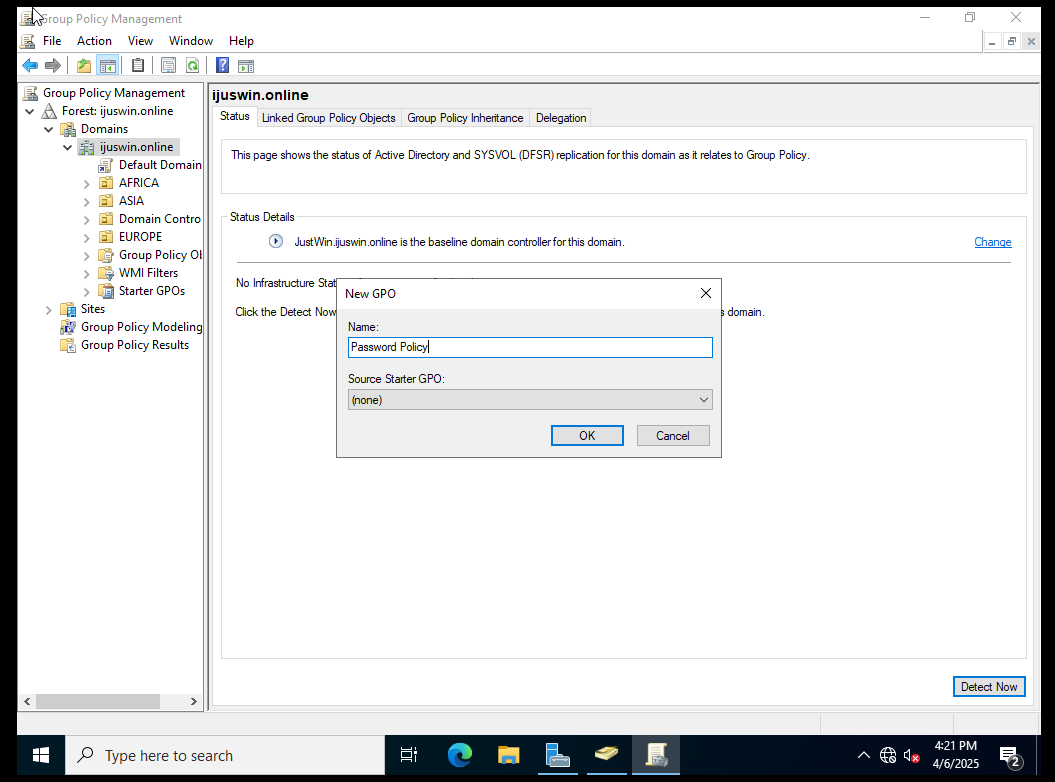 Group Policy Management
File Action View Window Help
Group Policy Management
Forest: ijuswin.online
Domains
ijuswin.online
Default Domain
AFRICA
ASIA
Domain Contro
EUROPE
Group Policy Ob
WMI Filters
Starter GPOs
Sites
Group Policy Modeling
Group Policy Results
ijuswin.online
Status Linked Group Policy Objects Group Policy Inheritance Delegation
This page shows the status of Active Directory and SYSVOL (DFSR) replication for this domain as it relates to Group Policy.
Status Details
JustWin.ijuswin.online is the baseline domain controller for this domain.
Change
No Infrastructure Stat
Click the Detect Now
s domain.
New GPO
Name:
Password Policy
Source Starter GPO:
(none)
OK Cancel
Detect Now
Type here to search
4:21 PM
4/6/2025
2